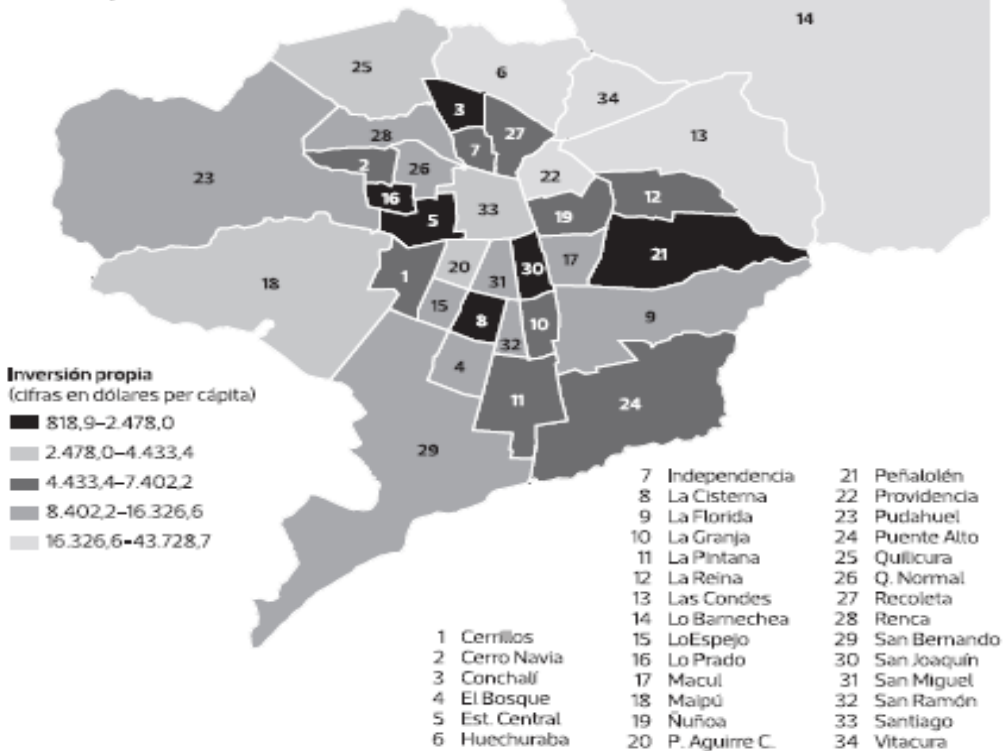 14
25
6
34
3
27
13
28
7
2
26
22
23
16
12
5
33
19
21
17
30
20
1
31
18
15
9
8
10
32
4
11
24
29
Inversión propia
(cifras en dólares per cápita)
818,9–2.478,0
2.478,0–4.433,4
4.433,4–7.402,2
8.402,2–16.326,6
16.326,6–43.728,7
1 Cerrillos
2 Cerro Navia
3 Conchalí
4 El Bosque
5 Est. Central
6 Huechuraba
7 Independencia
8 La Cisterna
9 La Florida
10 La Granja
11 La Pintana
12 La Reina
13 Las Condes
14 Lo Barnechea
15 LoEspejo
16 Lo Prado
17 Macul
18 Maipú
19 Ñuñoa
20 P. Aguirre C.
21 Peñalolén
22 Providencia
23 Pudahuel
24 Puente Alto
25 Quilicura
26 Q. Normal
27 Recoleta
28 Renca
29 San Bernando
30 San Joaquín
31 San Miguel
32 San Ramón
33 Santiago
34 Vitacura